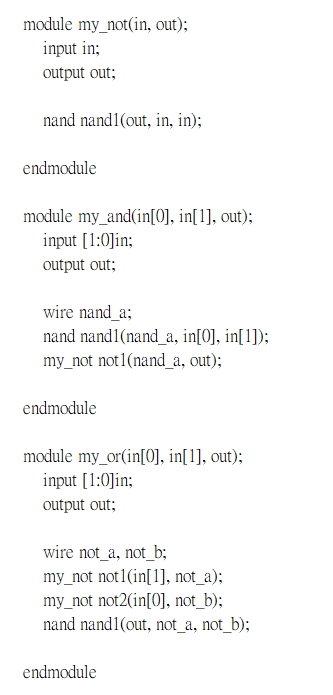 module my_not(in, out);
input in;
output out;
nand nand1(out, in, in);
endmodule
module my_and(in[0], in[1], out);
input [1:0]in;
output out;
wire nand_a;
nand nand1(nand_a, in[0], in[1]);
my_not not1(nand_a, out);
endmodule
module my_or(in[0], in[1], out);
input [1:0]in;
output out;
wire not_a, not_b;
my_not not1(in[1], not_a);
my_not not2(in[0], not_b);
nand nand1(out, not_a, not_b);
endmodule